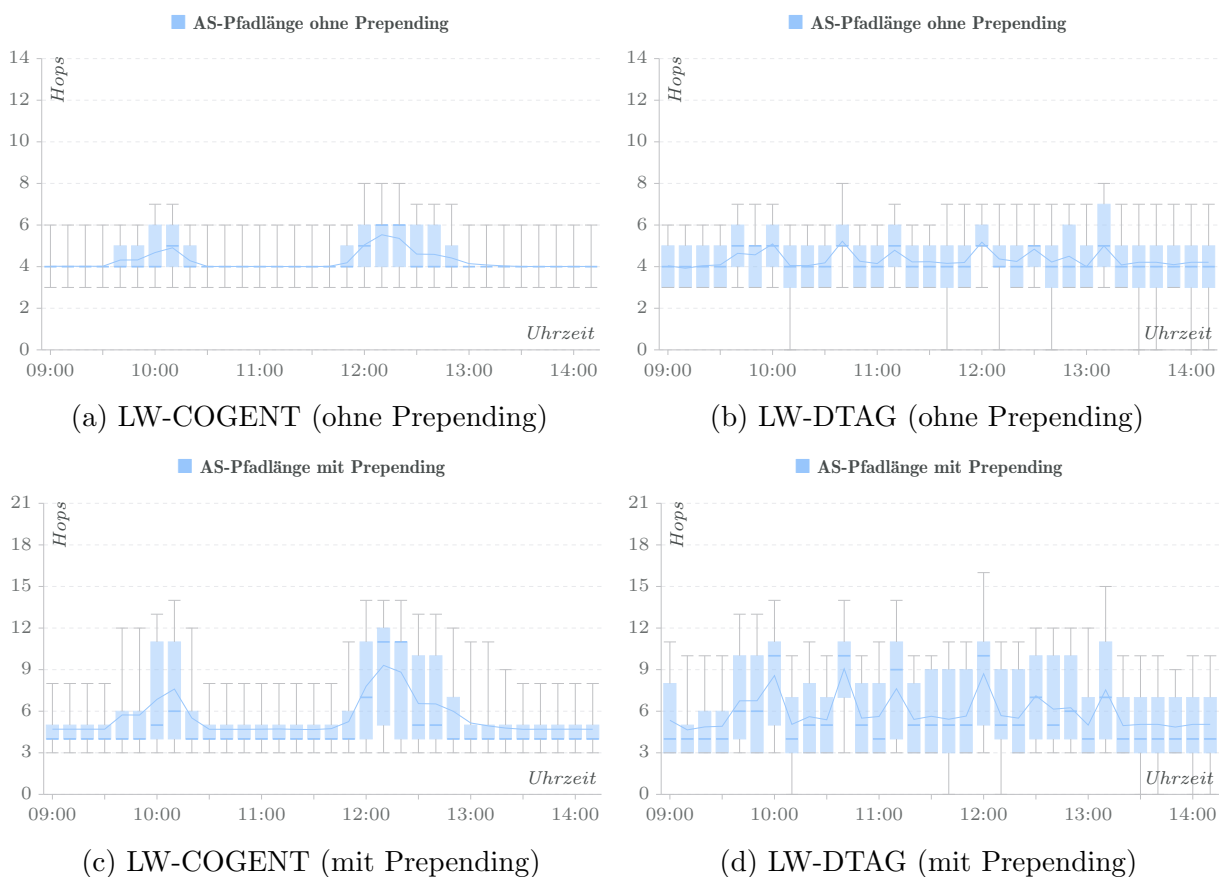 AS-Pfadlänge ohne Prepending
14
12
10
8
6
4
2
0
Hops
Uhrzeit
09:00 10:00 11:00 12:00 13:00 14:00
(a) LW-COGENT (ohne Prepending)
AS-Pfadlänge ohne Prepending
14
12
10
8
6
4
2
0
Hops
Uhrzeit
09:00 10:00 11:00 12:00 13:00 14:00
(b) LW-DTAG (ohne Prepending)
AS-Pfadlänge mit Prepending
21
18
15
12
9
6
3
0
Hops
Uhrzeit
09:00 10:00 11:00 12:00 13:00 14:00
(c) LW-COGENT (mit Prepending)
AS-Pfadlänge mit Prepending
21
18
15
12
9
6
3
0
Hops
Uhrzeit
09:00 10:00 11:00 12:00 13:00 14:00
(d) LW-DTAG (mit Prepending)